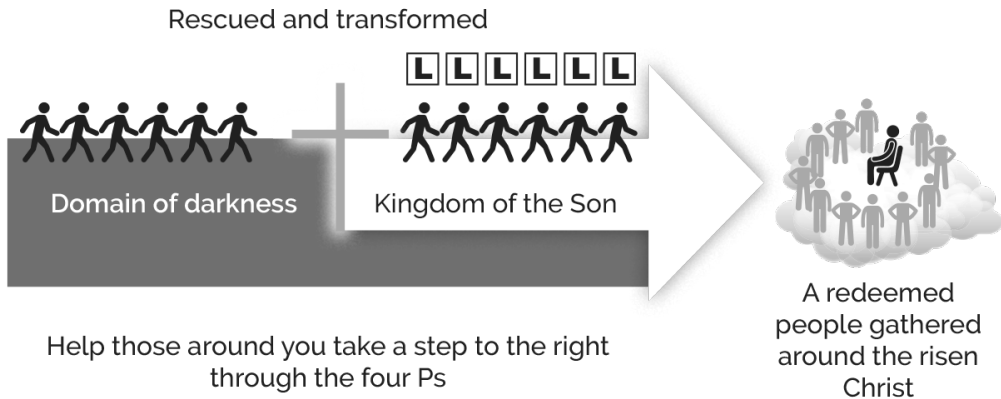 Rescued and transformed
L L L L L L
Domain of darkness
Kingdom of the Son
Help those around you take a step to the right
through the four Ps
A redeemed
people gathered
around the risen
Christ